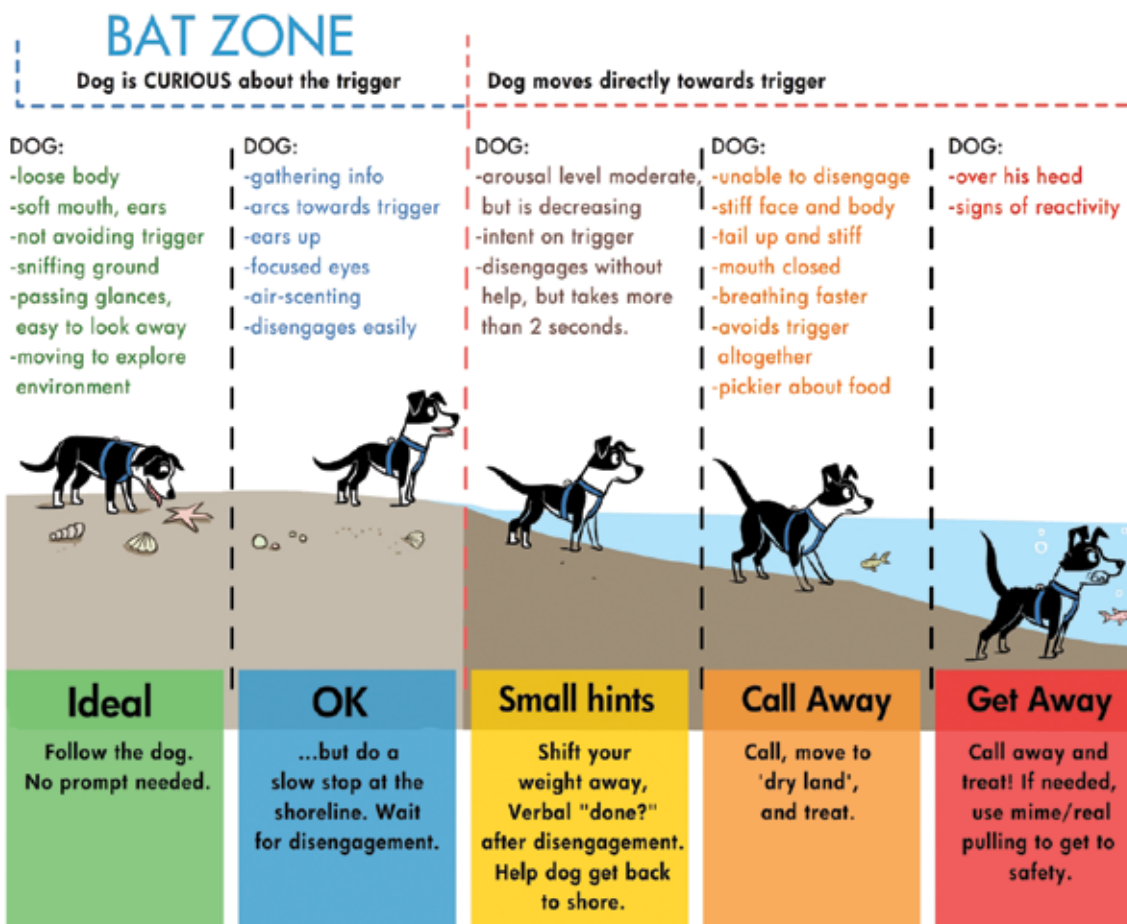 BAT ZONE
Dog is CURIOUS about the trigger
Dog moves directly towards trigger
DOG:
-loose body
-soft mouth, ears
-not avoiding trigger
-sniffing ground
-passing glances,
easy to look away
-moving to explore
environment
DOG:
-gathering info
-arcs towards trigger
-ears up
-focused eyes
-air-scenting
-disengages easily
DOG:
-arousal level moderate,
but is decreasing
-intent on trigger
-disengages without
help, but takes more
than 2 seconds.
DOG:
-unable to disengage
-stiff face and body
-tail up and stiff
-mouth closed
-breathing faster
-avoids trigger
altogether
-pickier about food
DOG:
-over his head
-signs of reactivity
Ideal
Follow the dog.
No prompt needed.
OK
...but do a
slow stop at the
shoreline. Wait
for disengagement.
Small hints
Shift your
weight away,
Verbal "done?"
after disengagement.
Help dog get back
to shore.
Call Away
Call, move to
'dry land',
and treat.
Get Away
Call away and
treat! If needed,
use mime/real
pulling to get to
safety.